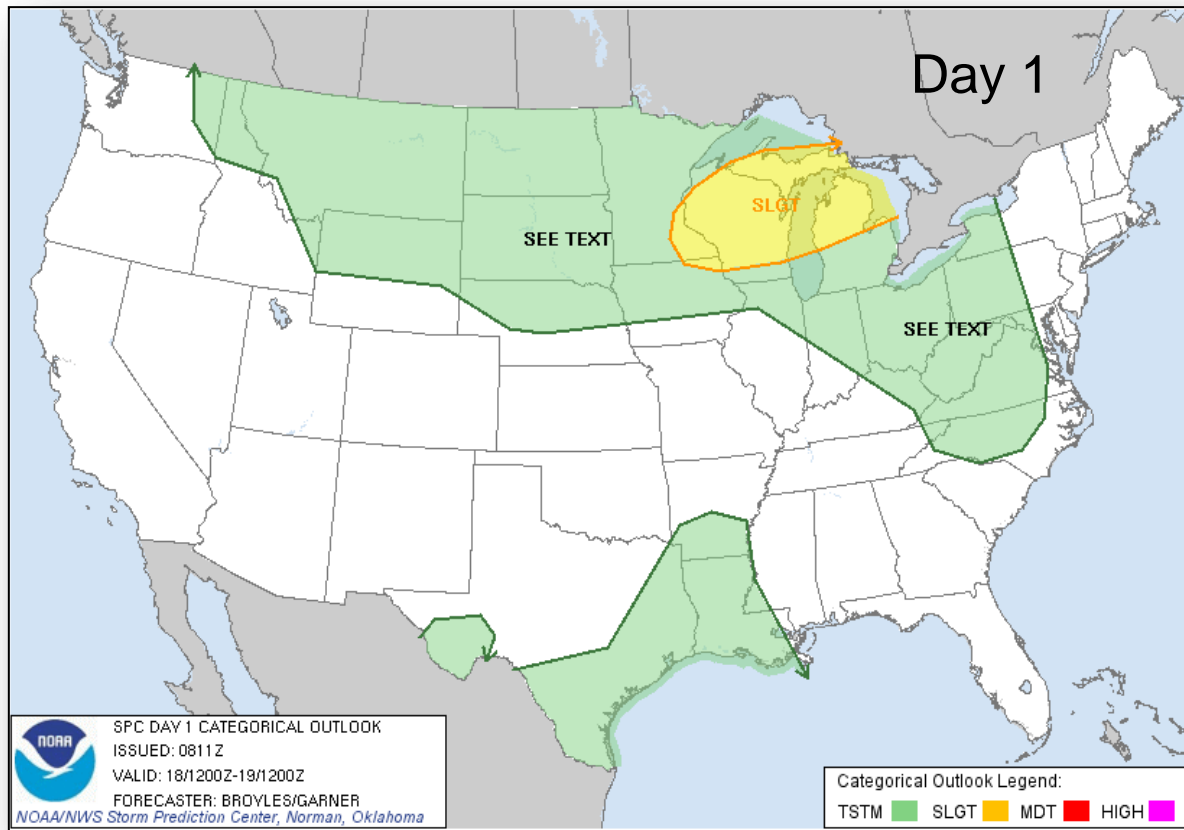 Day 1
SLGT
SEE TEXT
SEE TEXT
NOAA
SPC DAY 1 CATEGORICAL OUTLOOK
ISSUED: 0811Z
VALID: 18/1200Z-19/1200Z
FORECASTER: BROYLES/GARNER
NOAA/NWS Storm Prediction Center, Norman, Oklahoma
Categorical Outlook Legend:
TSTM SLGT MDT HIGH